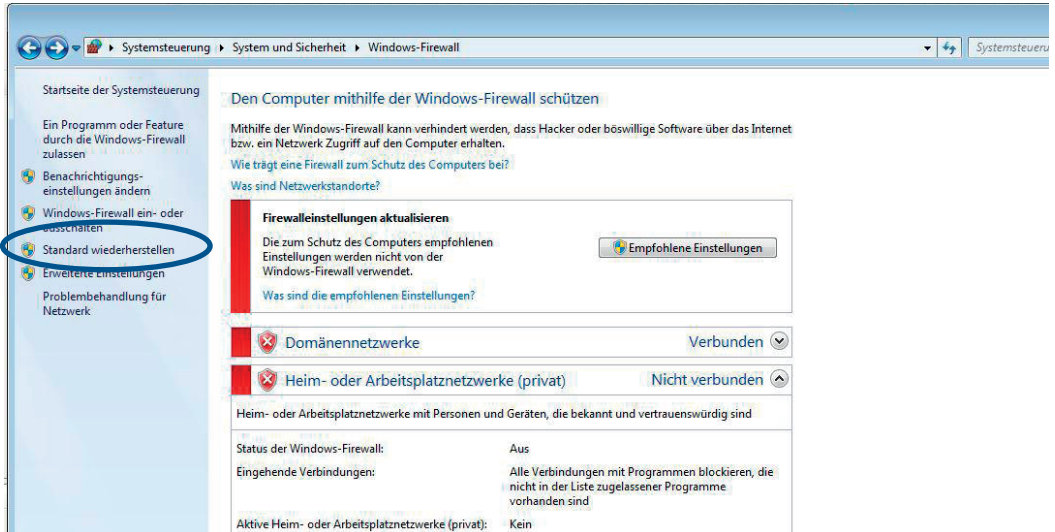 Systemsteuerung ▸ System und Sicherheit ▸ Windows-Firewall
Systemsteueru
Startseite der Systemsteuerung
Ein Programm oder Feature
durch die Windows-Firewall
zulassen
Benachrichtigungs-
einstellungen ändern
Windows-Firewall ein- oder
ausschalten
Standard wiederherstellen
Erweiterte Einstellungen
Problembehandlung für
Netzwerk
Den Computer mithilfe der Windows-Firewall schützen
Mithilfe der Windows-Firewall kann verhindert werden, dass Hacker oder böswillige Software über das Internet
bzw. ein Netzwerk Zugriff auf den Computer erhalten.
Wie trägt eine Firewall zum Schutz des Computers bei?
Was sind Netzwerkstandorte?
Firewalleinstellungen aktualisieren
Die zum Schutz des Computers empfohlenen
Einstellungen werden nicht von der
Windows-Firewall verwendet.
Empfohlene Einstellungen
Was sind die empfohlenen Einstellungen?
Domänennetzwerke Verbunden
Heim- oder Arbeitsplatznetzwerke (privat) Nicht verbunden
Heim- oder Arbeitsplatznetzwerke mit Personen und Geräten, die bekannt und vertrauenswürdig sind
Status der Windows-Firewall: Aus
Eingehende Verbindungen: Alle Verbindungen mit Programmen blockieren, die
nicht in der Liste zugelassener Programme
vorhanden sind
Aktive Heim- oder Arbeitsplatznetzwerke (privat): Kein